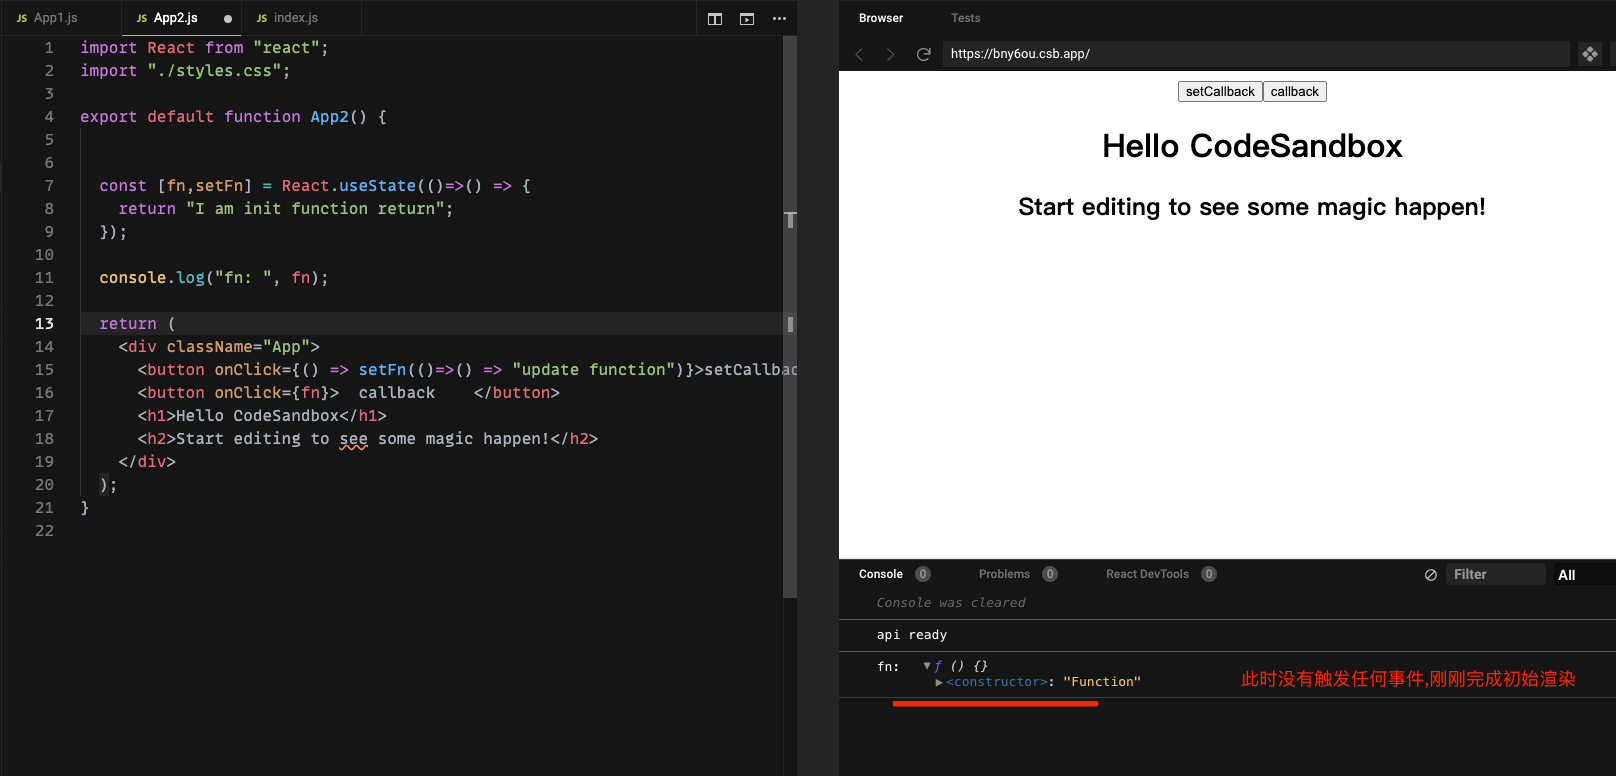 JS App1.js JS App2.js JS index.js
1 import React from "react";
2 import "./styles.css";
3
4 export default function App2() {
5
6
7 const [fn,setFn] = React.useState(()=>() => {
8 return "I am init function return";
9 });
10
11 console.log("fn: ", fn);
12
13 return (
14 <div className="App">
15 <button onClick={() => setFn(()=>() => "update function")}>setCallbac
16 <button onClick={fn}>  callback    </button>
17 <h1>Hello CodeSandbox</h1>
18 <h2>Start editing to see some magic happen!</h2>
19 </div>
20 );
21 }
22
Browser Tests
https://bny6ou.csb.app/
setCallback callback
Hello CodeSandbox
Start editing to see some magic happen!
Console 0 Problems 0 React DevTools 0 Filter All
Console was cleared
api ready
fn: ▼ƒ () {}
▶<constructor>: "Function"
此时没有触发任何事件,刚刚完成初始渲染